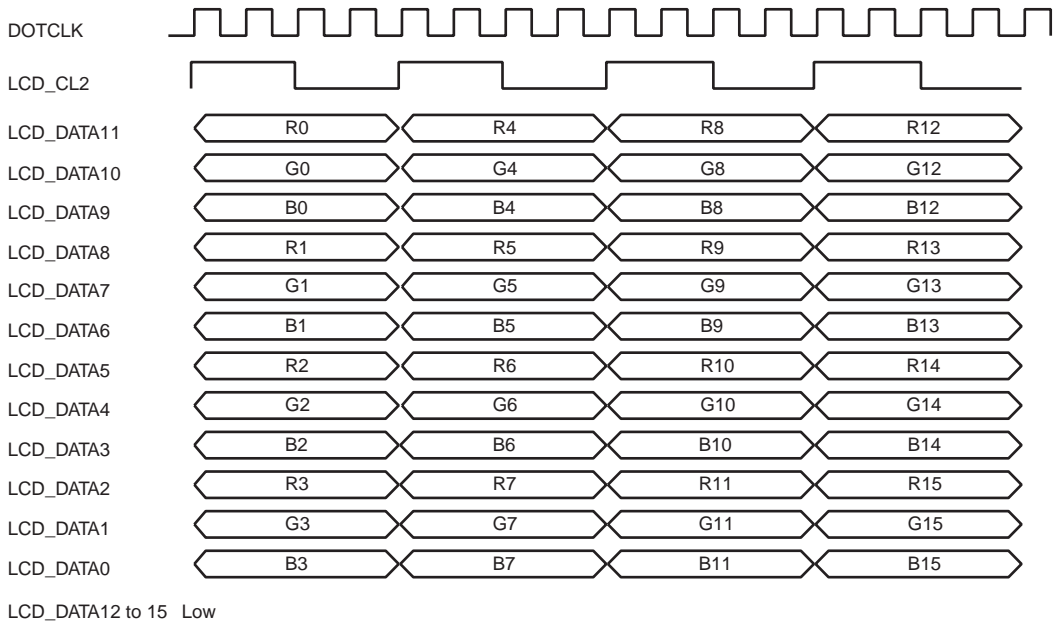 DOTCLK
LCD_CL2
LCD_DATA11 R0 R4 R8 R12
LCD_DATA10 G0 G4 G8 G12
LCD_DATA9 B0 B4 B8 B12
LCD_DATA8 R1 R5 R9 R13
LCD_DATA7 G1 G5 G9 G13
LCD_DATA6 B1 B5 B9 B13
LCD_DATA5 R2 R6 R10 R14
LCD_DATA4 G2 G6 G10 G14
LCD_DATA3 B2 B6 B10 B14
LCD_DATA2 R3 R7 R11 R15
LCD_DATA1 G3 G7 G11 G15
LCD_DATA0 B3 B7 B11 B15
LCD_DATA12 to 15 Low